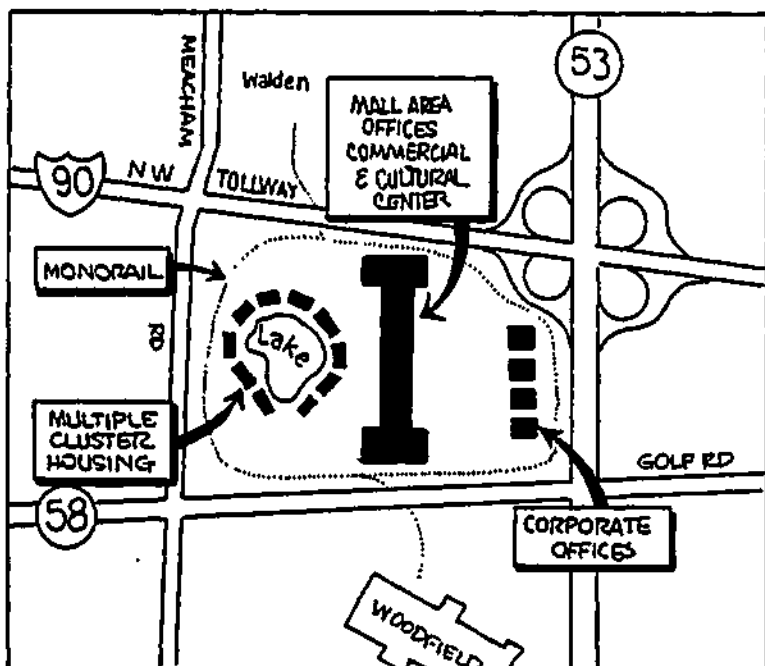 MEACHAM
Walden
53
MALL AREA
OFFICES
COMMERCIAL
& CULTURAL
CENTER
90
NW
TOLLWAY
MONORAIL
RD
Lake
MULTIPLE
CLUSTER
HOUSING
GOLF RD
58
CORPORATE
OFFICES
WOODFIELD